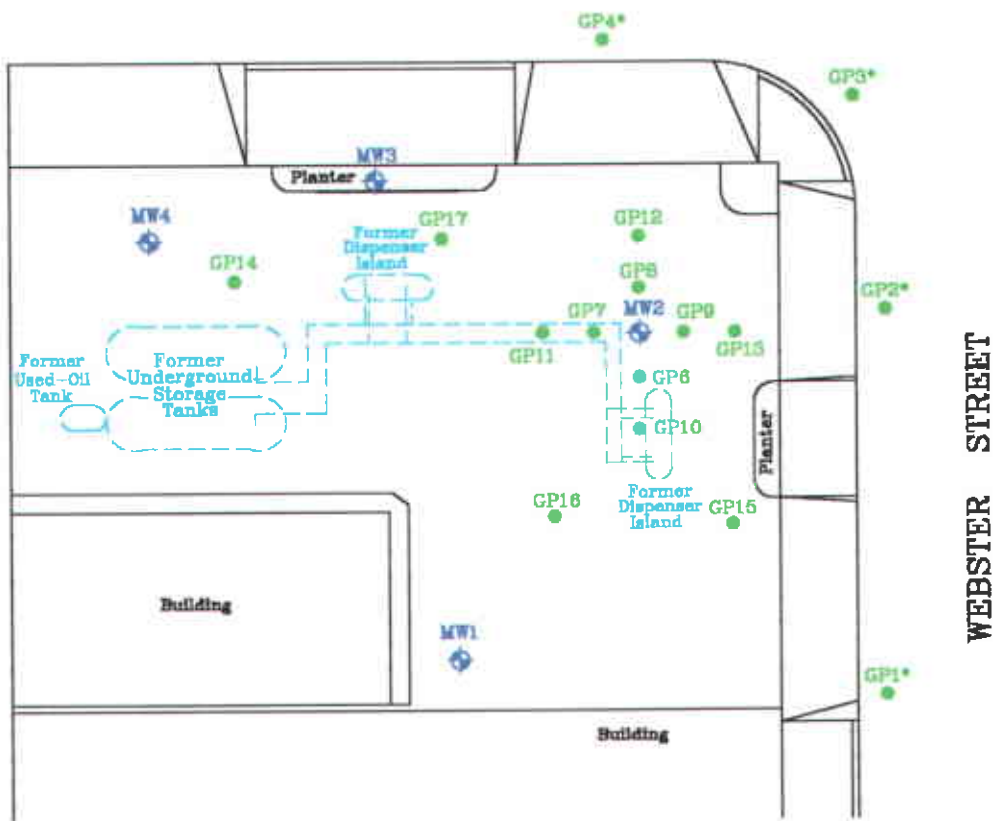 GP4*
GP3*
MW3
Planter
MW4
GP17
GP12
Former
Dispenser
Island
GP14
GP8
GP2*
MW2
GP7
GP9
GP11
GP13
Former
Used-Oil
Tank
Former
Underground
Storage
Tanks
GP6
GP10
Planter
WEBSTER STREET
Former
Dispenser
Island
GP16
GP15
Building
MW1
GP1*
Building